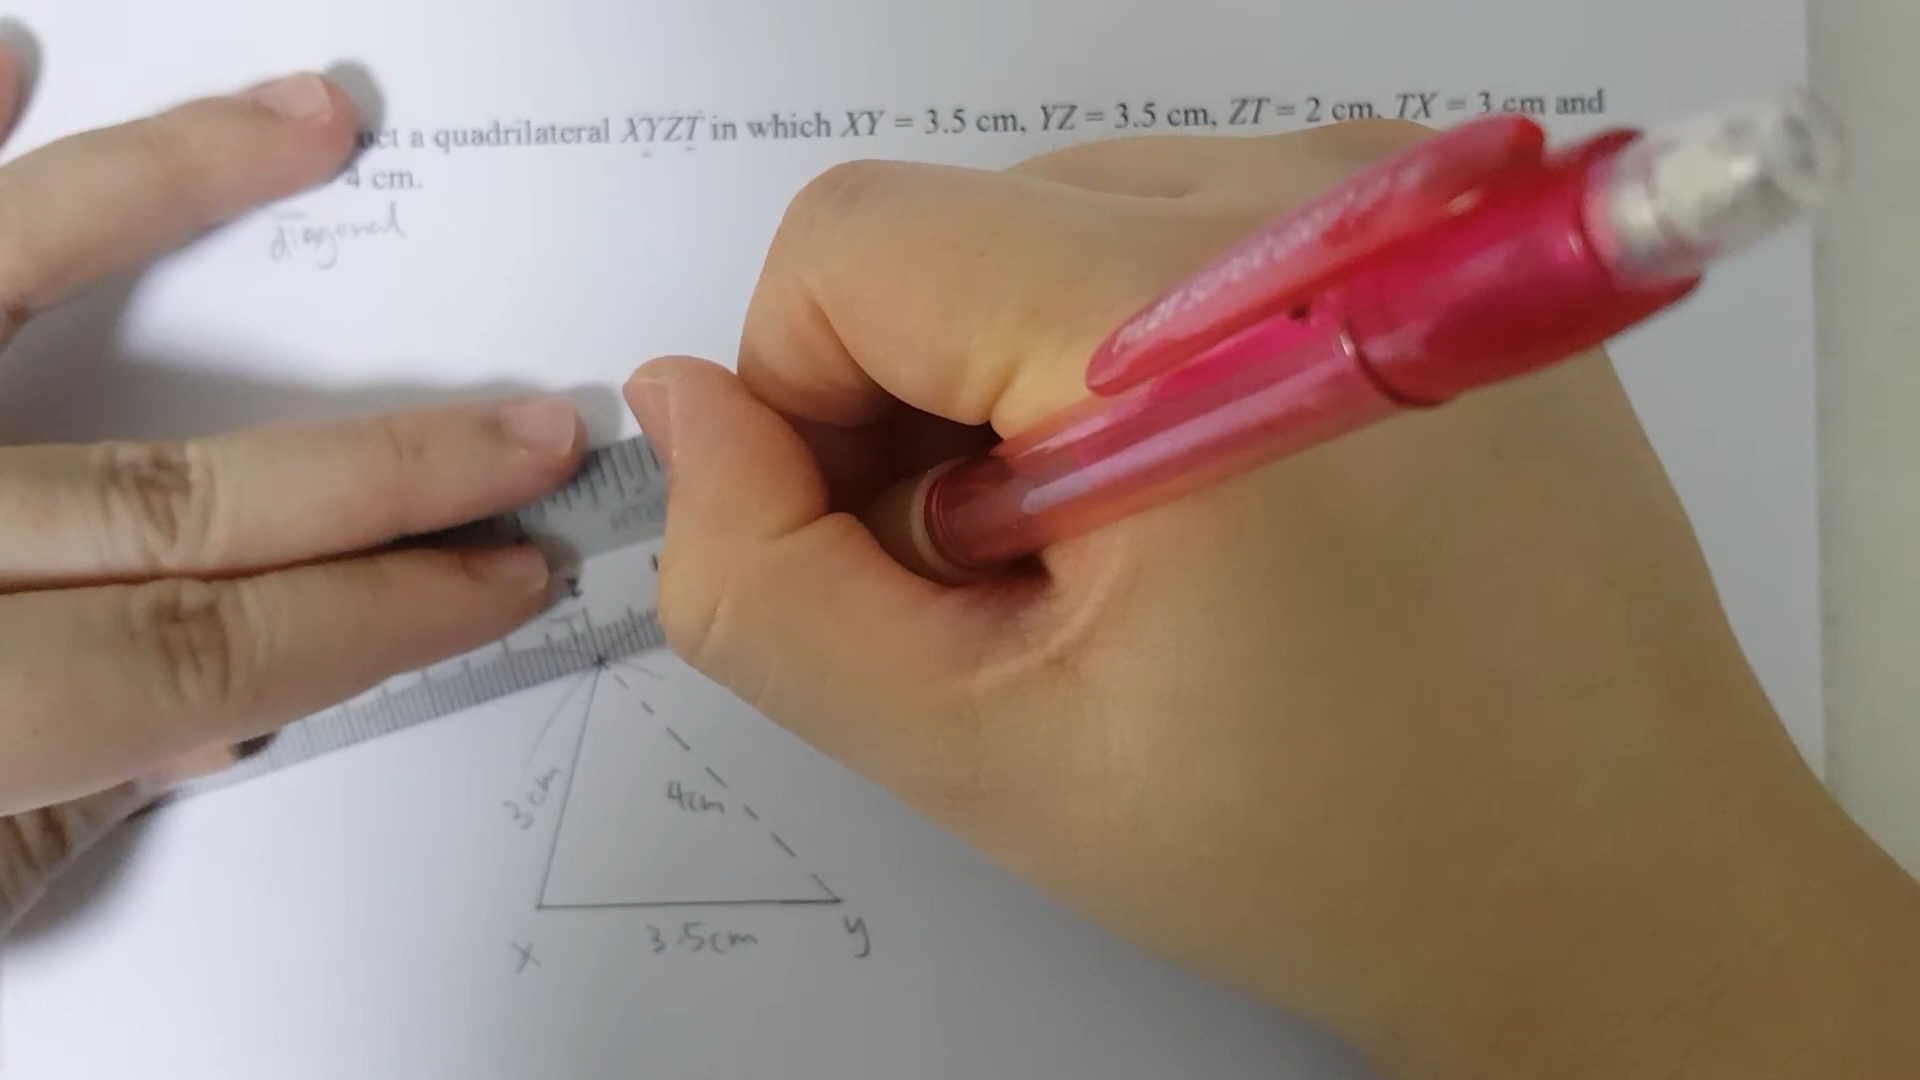 a quadrilateral XYZT in which XY = 3.5 cm, YZ = 3.5 cm, ZT = 2 cm, TX = 3 cm and
4 cm.
diagonal
3cm
4cm
3.5cm
x
y